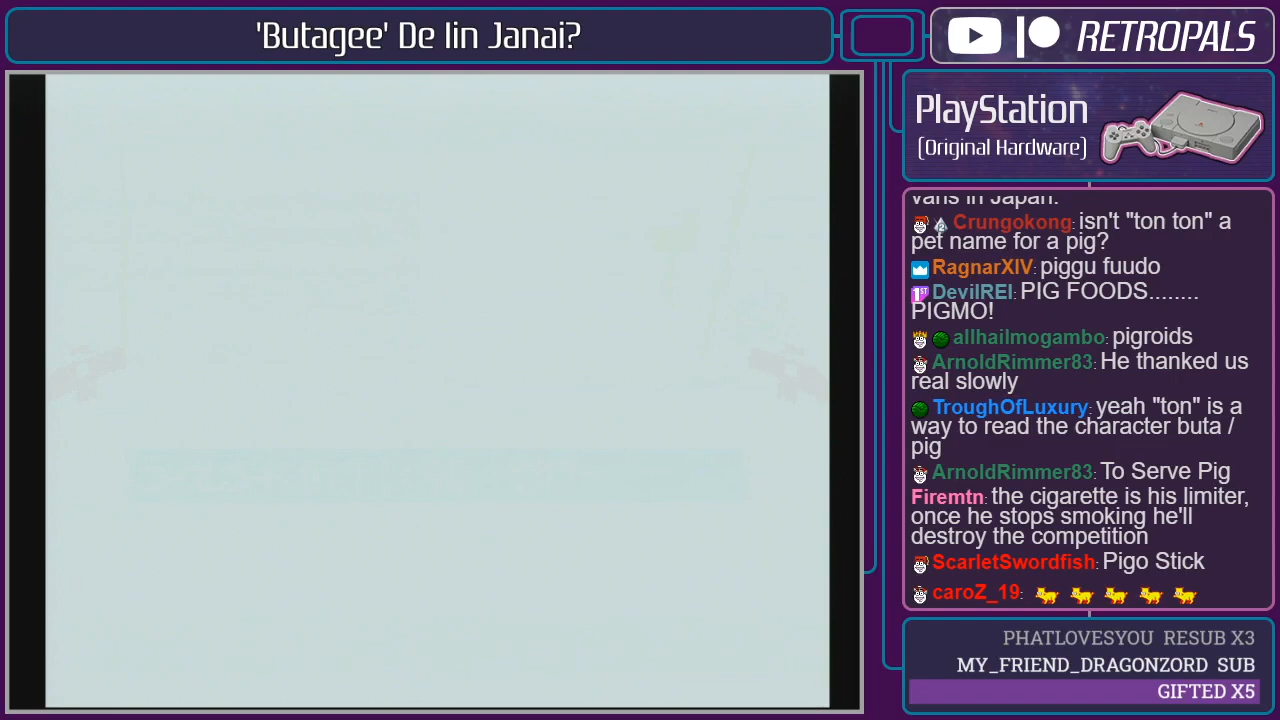 'Butagee' De Iin Janai?
RETROPALS
PlayStation
(Original Hardware)
vans in Japan.
Crungokong: isn't "ton ton" a
pet name for a pig?
RagnarXIV: piggu fuudo
1ST DevilREI: PIG FOODS........
PIGMO!
allhailmogambo: pigroids
ArnoldRimmer83: He thanked us
real slowly
TroughOfLuxury: yeah "ton" is a
way to read the character buta /
pig
ArnoldRimmer83: To Serve Pig
Firemtn: the cigarette is his limiter,
once he stops smoking he'll
destroy the competition
ScarletSwordfish: Pigo Stick
caroZ_19:
PHATLOVESYOU RESUB X3
MY_FRIEND_DRAGONZORD SUB
GIFTED X5